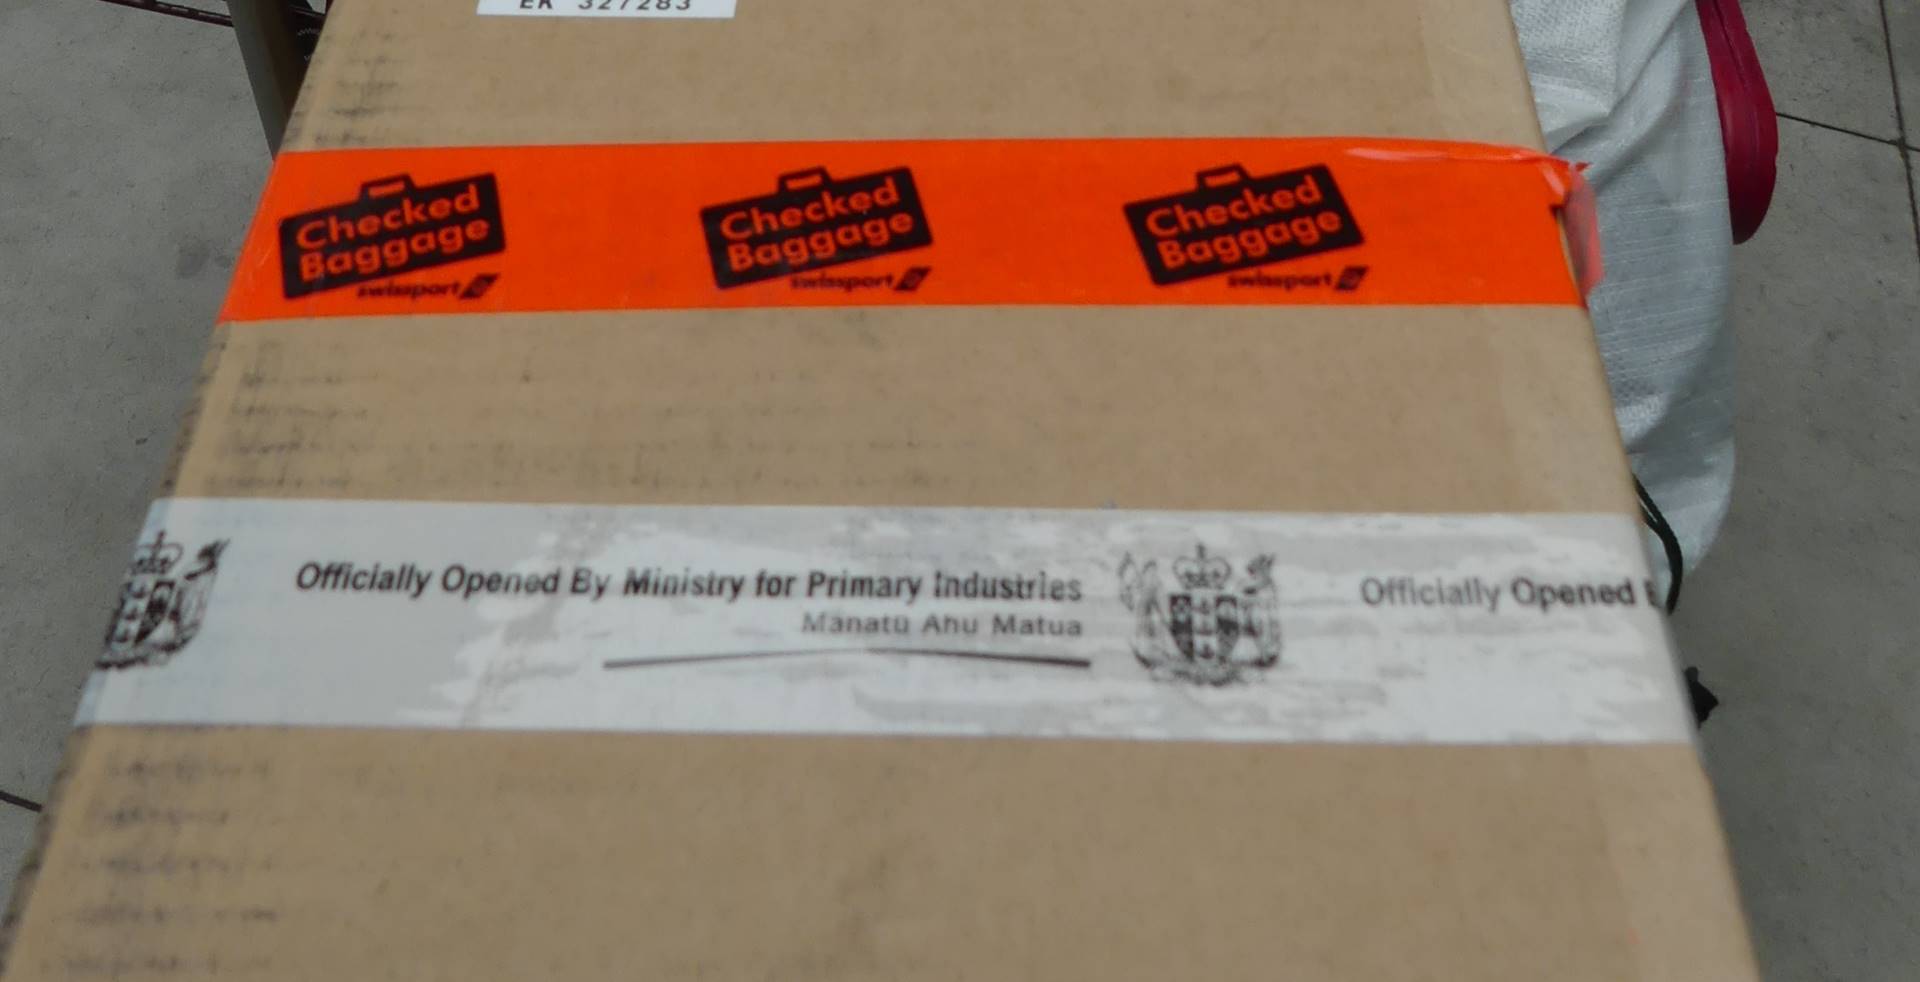 EK 327283
Checked
Baggage
swissport
Checked
Baggage
swissport
Checked
Baggage
swissport
Officially Opened By Ministry for Primary Industries
Manatū Ahu Matua
Officially Opened B